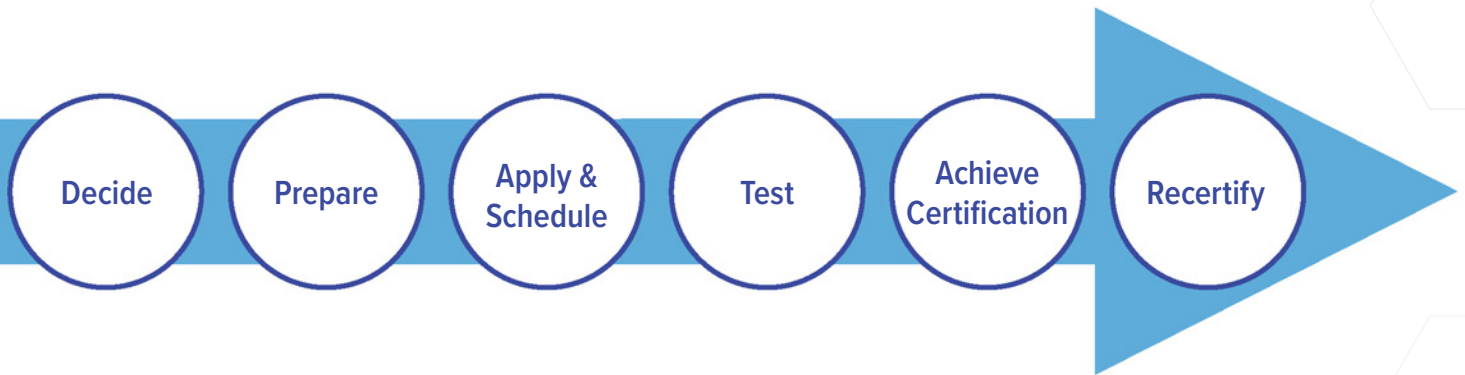 Decide
Prepare
Apply &
Schedule
Test
Achieve
Certification
Recertify